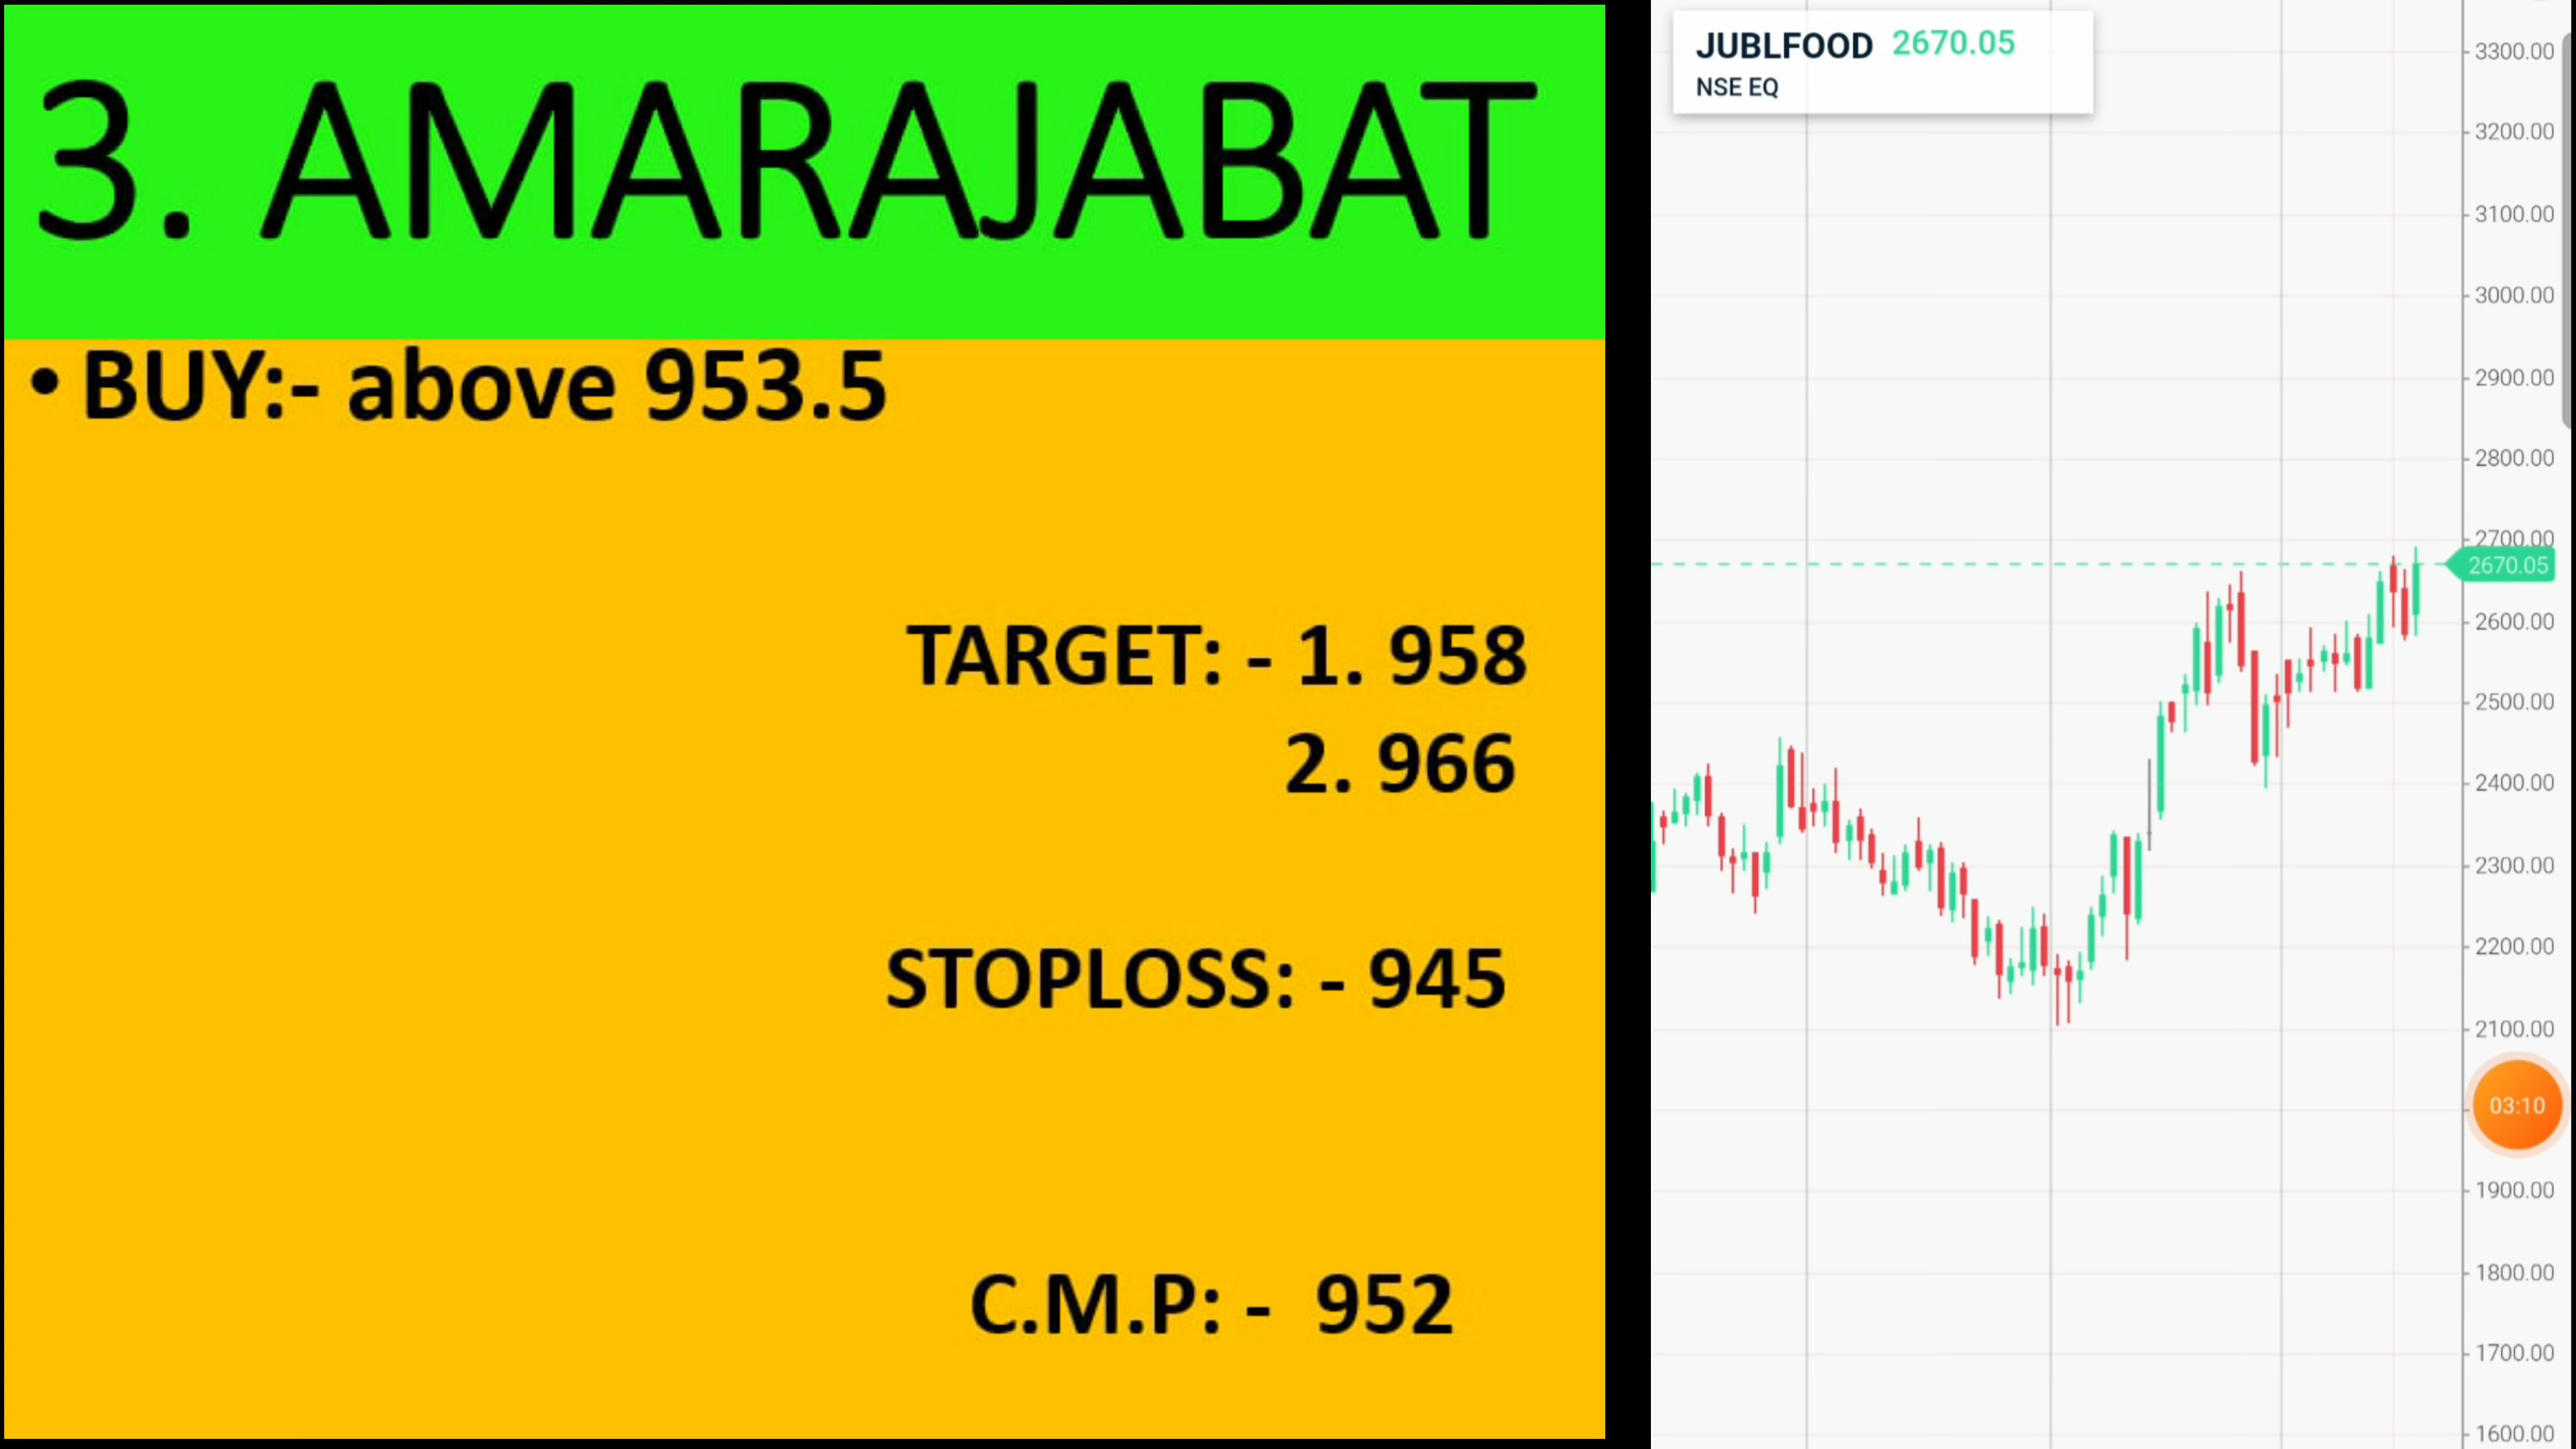 3. AMARAJABAT
• BUY:- above 953.5
TARGET: - 1. 958
2. 966
STOPLOSS: - 945
C.M.P: - 952
JUBLFOOD 2670.05
NSE EQ
3300.00
3200.00
3100.00
3000.00
2900.00
2800.00
2700.00
2670.05
2600.00
2500.00
2400.00
2300.00
2200.00
2100.00
03:10
1900.00
1800.00
1700.00
1600.00